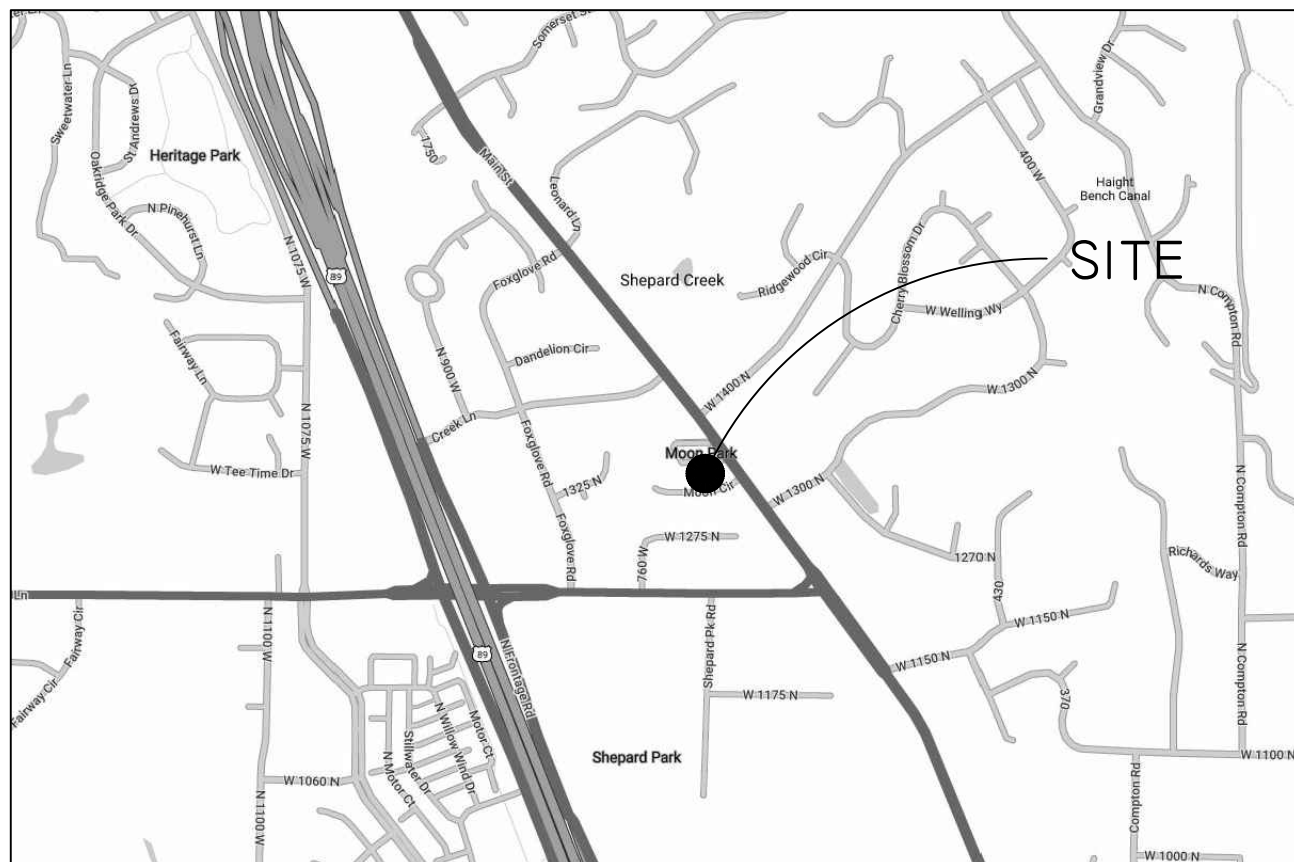 Sweetwater Ln
St Andrews Dr
Oakridge Park Dr
N Pinehurst Ln
Heritage Park
N 1075 W
89
Somerset
1750
Main St
Leonard Ln
Foxglove Rd
Shepard Creek
Ridgewood Cir
Cherry Blossom Dr
W Welling Wy
400 W
Grandview Dr
Haight
Bench Canal
SITE
N Compton Rd
Fairway Ln
N 1075 W
W Tee Time Dr
N 900 W
Dandelion Cir
Creek Ln
Foxglove Rd
1325 N
Foxglove Rd
W 1400 N
Moon Park
Moon Cir
W 1300 N
W 1300 N
W 1275 N
760 W
1270 N
430
Richards Way
N Compton Rd
Ln
Fairway Cir
Fairway Cir
N 1100 W
N 1100 W
W 1060 N
89
N Frontage Rd
Motor Ct
N Willow Wind Dr
Stillwater Dr
N Motor Ct
Shepard Pk Rd
W 1175 N
Shepard Park
W 1150 N
W 1150 N
370
N Compton Rd
W 1100 N
Compton Rd
W 1000 N